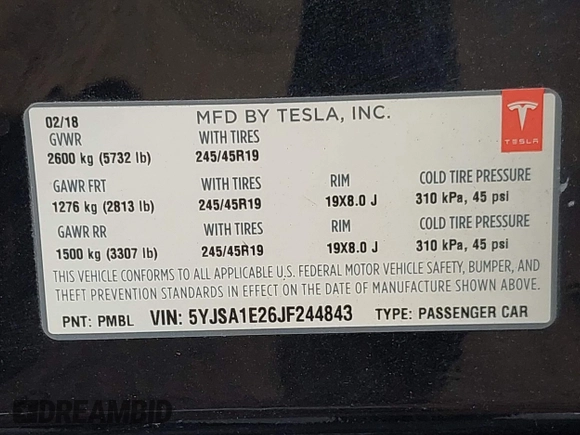 02/18 MFD BY TESLA, INC.
TESLA
GVWR WITH TIRES
2600 kg (5732 lb) 245/45R19
GAWR FRT WITH TIRES RIM COLD TIRE PRESSURE
1276 kg (2813 lb) 245/45R19 19X8.0 J 310 kPa, 45 psi
GAWR RR WITH TIRES RIM COLD TIRE PRESSURE
1500 kg (3307 lb) 245/45R19 19X8.0 J 310 kPa, 45 psi
THIS VEHICLE CONFORMS TO ALL APPLICABLE U.S. FEDERAL MOTOR VEHICLE SAFETY, BUMPER, AND
THEFT PREVENTION STANDARDS IN EFFECT ON THE DATE OF MANUFACTURE SHOWN ABOVE.
PNT: PMBL VIN: 5YJSA1E26JF244843 TYPE: PASSENGER CAR
DREAMBID